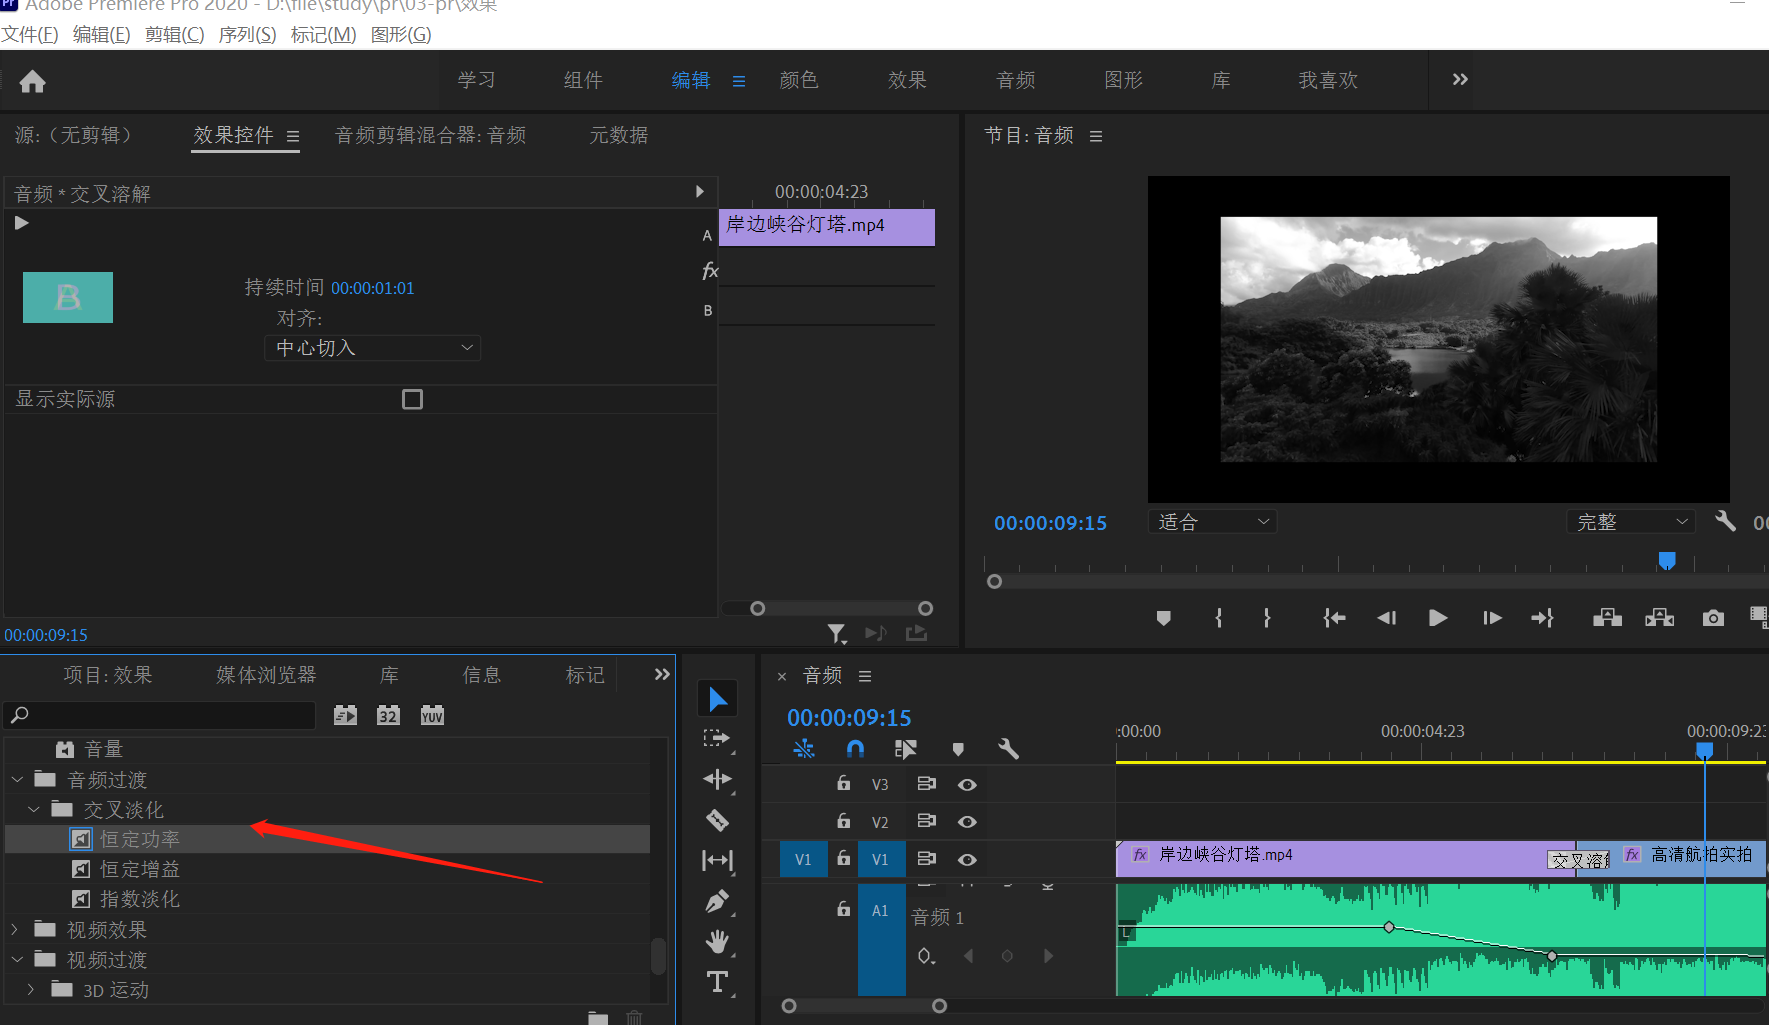 Adobe Premiere Pro 2020 - D:\file\study\pr\03-pr\效果
文件(F) 编辑(E) 剪辑(C) 序列(S) 标记(M) 图形(G)
学习 组件 编辑 颜色 效果 音频 图形 库 我喜欢
源:（无剪辑） 效果控件 音频剪辑混合器: 音频 元数据
节目: 音频
音频 * 交叉溶解
00:00:04:23
岸边峡谷灯塔.mp4
A
fx
B
B
持续时间 00:00:01:01
对齐:
中心切入
显示实际源
00:00:09:15
00:00:09:15 适合 完整
项目: 效果 媒体浏览器 库 信息 标记
32 YUV
音量
音频过渡
交叉淡化
恒定功率
恒定增益
指数淡化
视频效果
视频过渡
3D 运动
T
× 音频
00:00:09:15
:00:00 00:00:04:23 00:00:09:23
V3
V2
V1 V1
fx 岸边峡谷灯塔.mp4 交叉溶 fx 高清航拍实拍
A1 音频 1
L